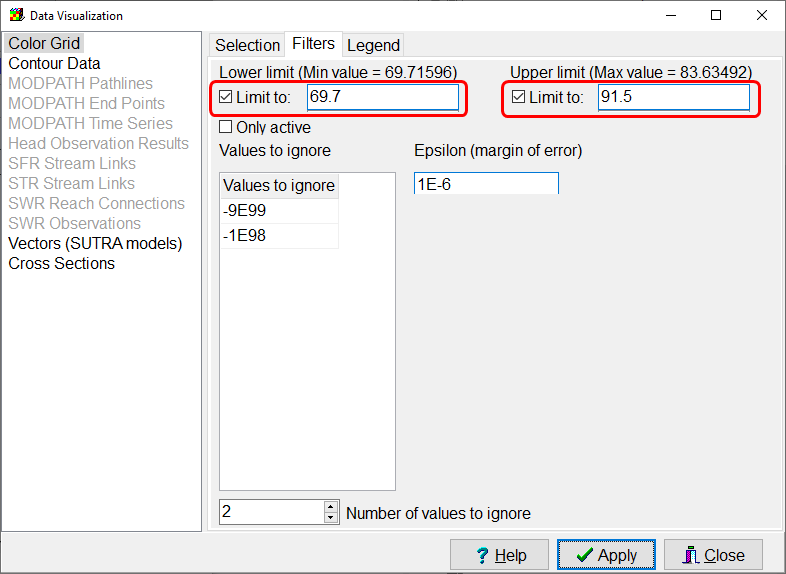 Data Visualization
Color Grid
Contour Data
MODPATH Pathlines
MODPATH End Points
MODPATH Time Series
Head Observation Results
SFR Stream Links
STR Stream Links
SWR Reach Connections
SWR Observations
Vectors (SUTRA models)
Cross Sections
Selection Filters Legend
Lower limit (Min value = 69.71596) Upper limit (Max value = 83.63492)
Limit to: 69.7 Limit to: 91.5
Only active
Values to ignore Epsilon (margin of error)
Values to ignore 1E-6
-9E99
-1E98
2 Number of values to ignore
? Help Apply Close